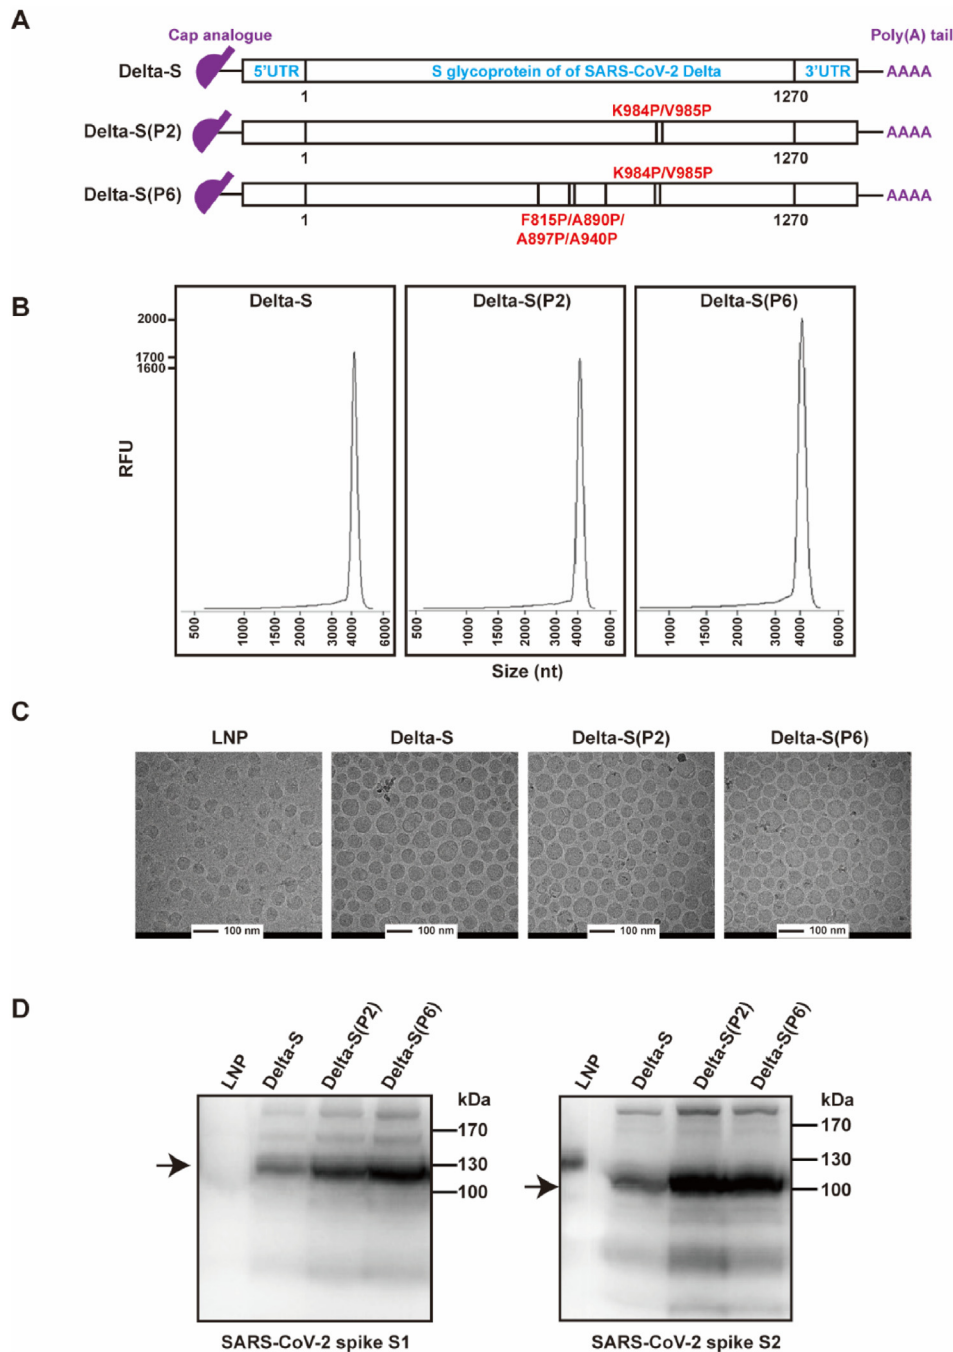 A
Cap analogue
Poly(A) tail
Delta-S
5'UTR
S glycoprotein of of SARS-CoV-2 Delta
3'UTR
AAAA
1
1270
K984P/V985P
Delta-S(P2)
AAAA
1
1270
K984P/V985P
Delta-S(P6)
AAAA
1
F815P/A890P/
A897P/A940P
1270
B
Delta-S
Delta-S(P2)
Delta-S(P6)
2000
1700
1600
RFU
500
1000
1500
2000
3000
4000
6000
500
1000
1500
2000
3000
4000
6000
1000
1500
2000
3000
4000
6000
Size (nt)
C
LNP
Delta-S
Delta-S(P2)
Delta-S(P6)
100 nm
100 nm
100 nm
100 nm
D
LNP
Delta-S
Delta-S(P2)
Delta-S(P6)
kDa
170
130
100
SARS-CoV-2 spike S1
LNP
Delta-S
Delta-S(P2)
Delta-S(P6)
kDa
170
130
100
SARS-CoV-2 spike S2